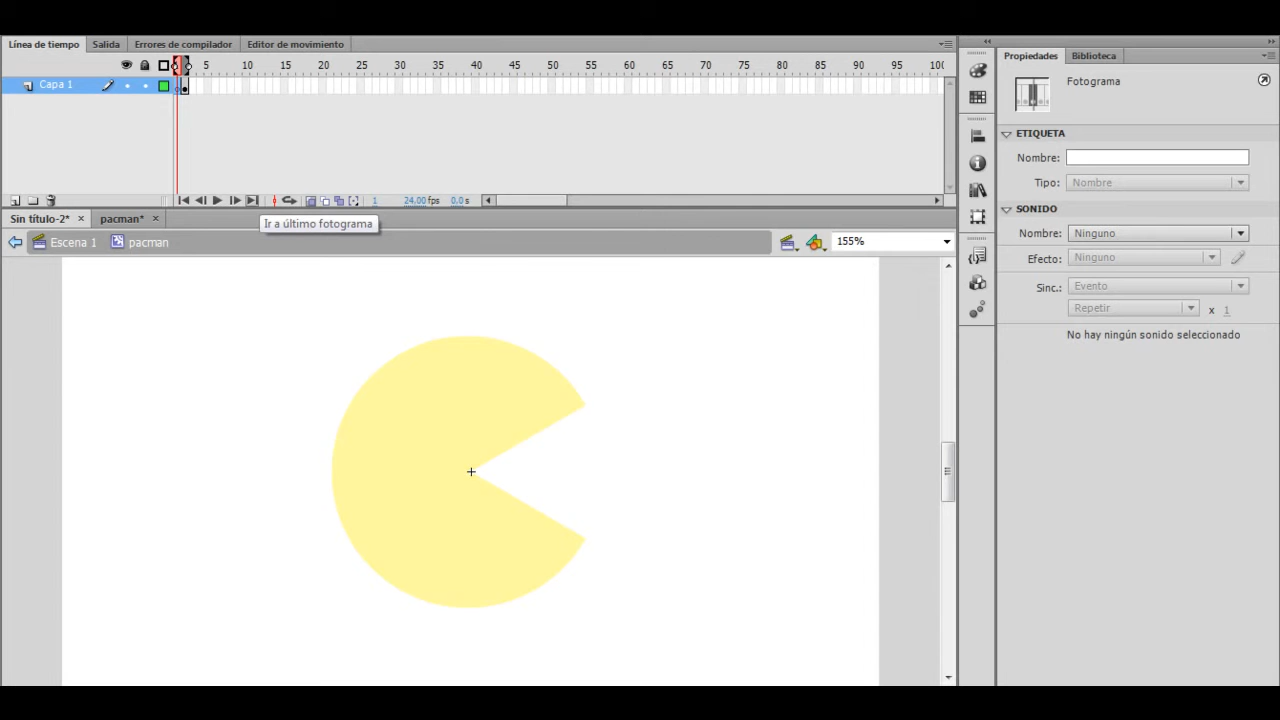 Línea de tiempo Salida Errores de compilador Editor de movimiento
5 10 15 20 25 30 35 40 45 50 55 60 65 70 75 80 85 90 95 100
Capa 1
1 24,00 fps 0,0 s
Sin título-2* × pacman* ×
Ir a último fotograma
Escena 1 pacman 155%
Propiedades Biblioteca
Fotograma
ETIQUETA
Nombre:
Tipo: Nombre
SONIDO
Nombre: Ninguno
Efecto: Ninguno
Sinc.: Evento
Repetir x 1
No hay ningún sonido seleccionado